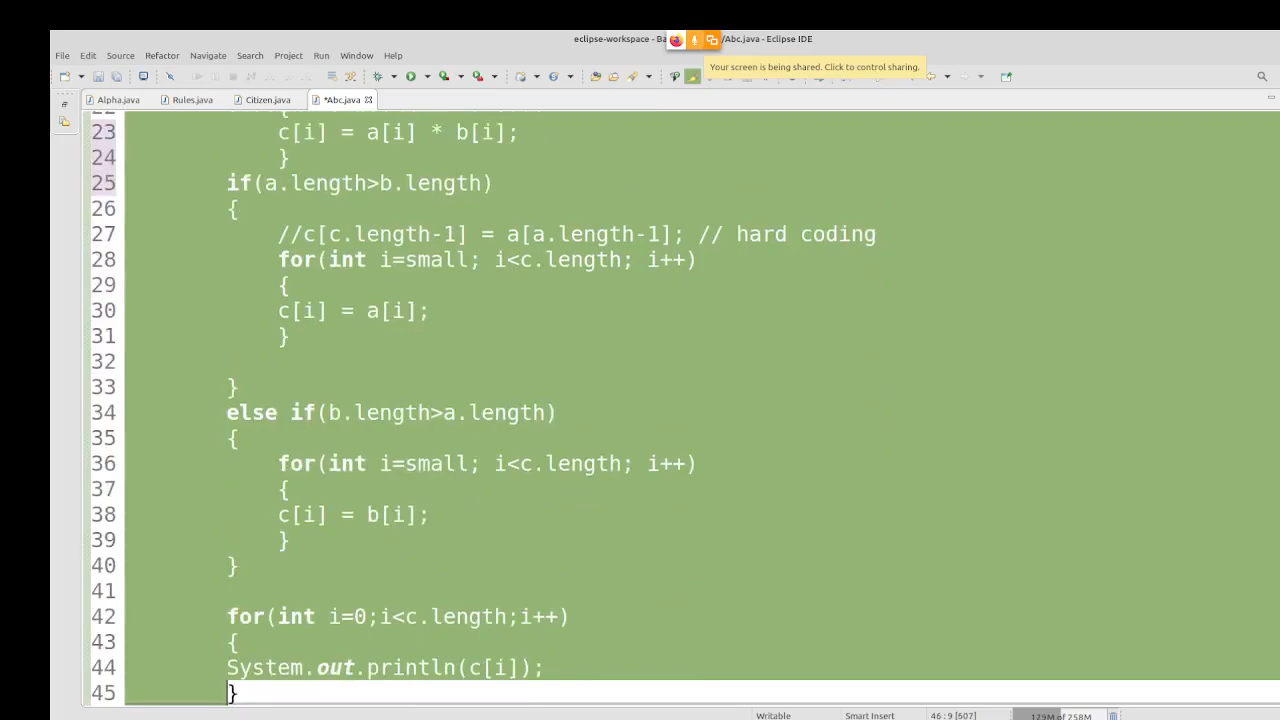 eclipse-workspace - Ba /Abc.java - Eclipse IDE
File Edit Source Refactor Navigate Search Project Run Window Help
Your screen is being shared. Click to control sharing.
Alpha.java Rules.java Citizen.java *Abc.java
22 {
23 c[i] = a[i] * b[i];
24 }
25 if(a.length>b.length)
26 {
27 //c[c.length-1] = a[a.length-1]; // hard coding
28 for(int i=small; i<c.length; i++)
29 {
30 c[i] = a[i];
31 }
32
33 }
34 else if(b.length>a.length)
35 {
36 for(int i=small; i<c.length; i++)
37 {
38 c[i] = b[i];
39 }
40 }
41
42 for(int i=0;i<c.length;i++)
43 {
44 System.out.println(c[i]);
45 }
Writable Smart Insert 46 : 9 [507] 129M of 258M